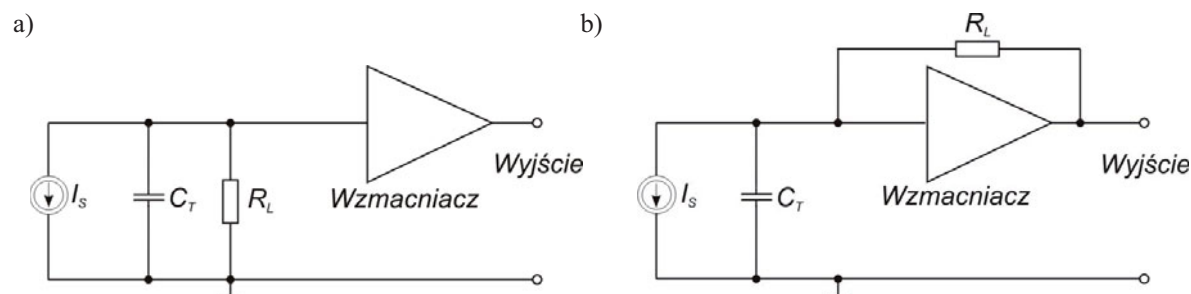 a)
I_S
C_T
R_L
Wzmacniacz
Wyjście
b)
R_L
I_S
C_T
Wzmacniacz
Wyjście